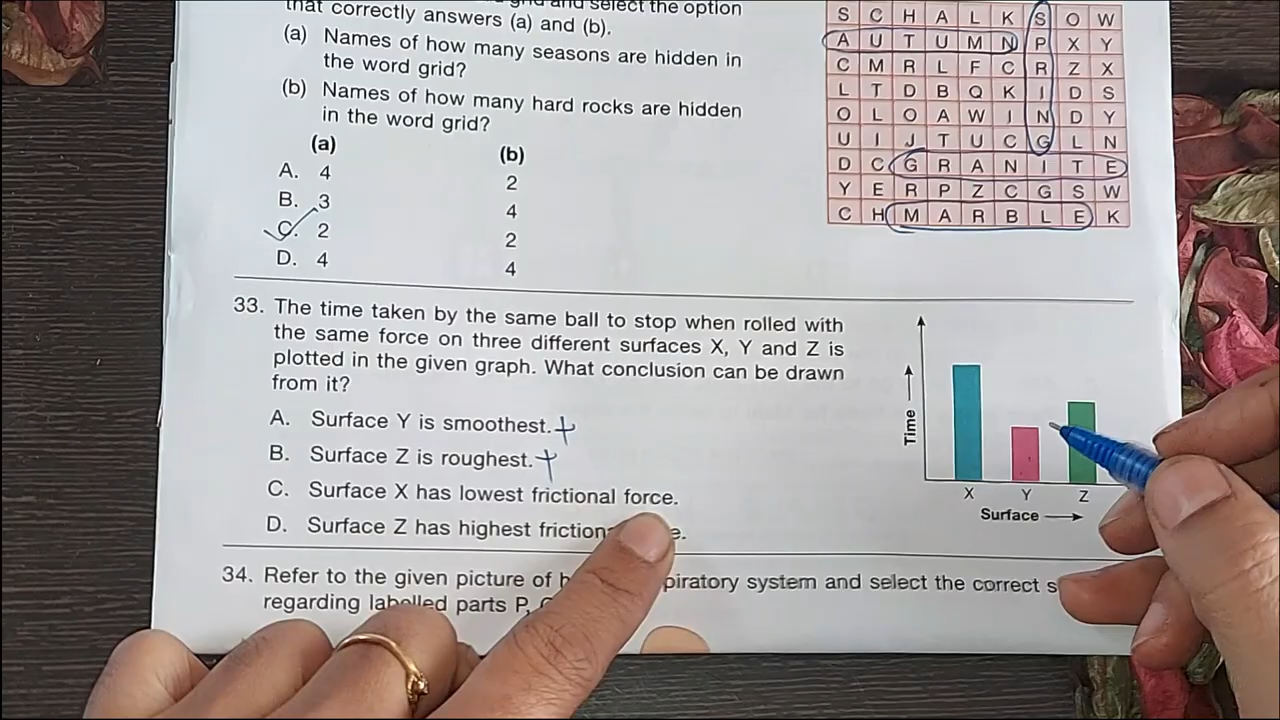 and select the option
that correctly answers (a) and (b).
(a) Names of how many seasons are hidden in
the word grid?
(b) Names of how many hard rocks are hidden
in the word grid?
(a) (b)
A. 4 2
B. 3 4
C. 2 2
D. 4 4
S C H A L K S O W
A U T U M N P X Y
C M R L F C R Z X
L T D B Q K I D S
O L O A W I N D Y
U I J T U C G L N
D C G R A N I T E
Y E R P Z C G S W
C H M A R B L E K
33. The time taken by the same ball to stop when rolled with
the same force on three different surfaces X, Y and Z is
plotted in the given graph. What conclusion can be drawn
from it?
A. Surface Y is smoothest.
B. Surface Z is roughest.
C. Surface X has lowest frictional force.
D. Surface Z has highest
Time
X Y Z
Surface
34. Refer to the given picture of system and select the correct
regarding labelled parts P,